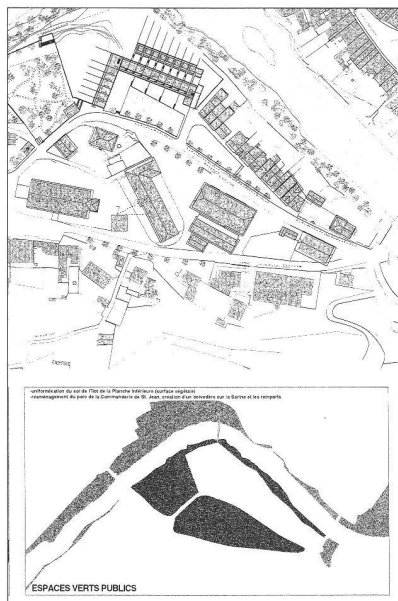 -uniformisation du sol de l'îlot de la Planche Inférieure (surface végétale)
-réaménagement du parc de la Commanderie de St. Jean, création d'un belvédère sur la Sarine et les remparts.
ESPACES VERTS PUBLICS